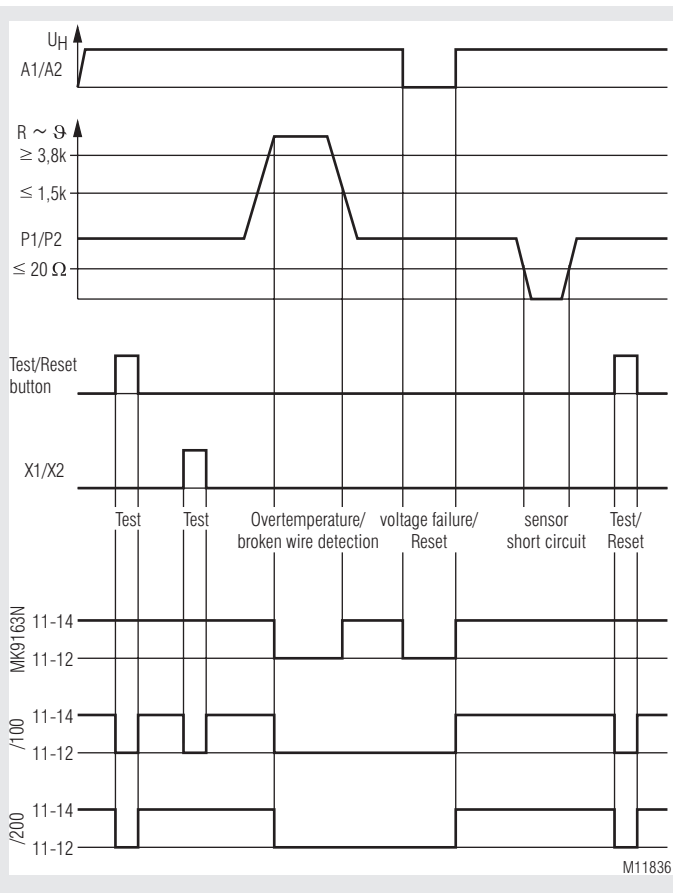 UH
A1/A2
R ~ ϑ
≥ 3,8k
≤ 1,5k
P1/P2
≤ 20 Ω
Test/Reset
button
X1/X2
Test
Test
Overtemperature/
broken wire detection
voltage failure/
Reset
sensor
short circuit
Test/
Reset
MK9163N
11-14
11-12
/100
11-14
11-12
/200
11-14
11-12
M11836